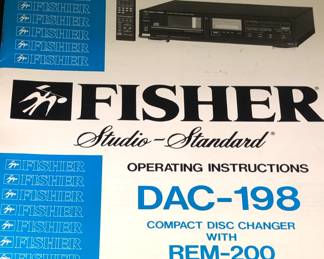 FISHER
FISHER
FISHER
FISHER
FISHER
FISHER®
Studio-Standard®
OPERATING INSTRUCTIONS
DAC-198
COMPACT DISC CHANGER
WITH
REM-200
FISHER
FISHER
FISHER
FISHER
FISHER
FISHER
FISHER